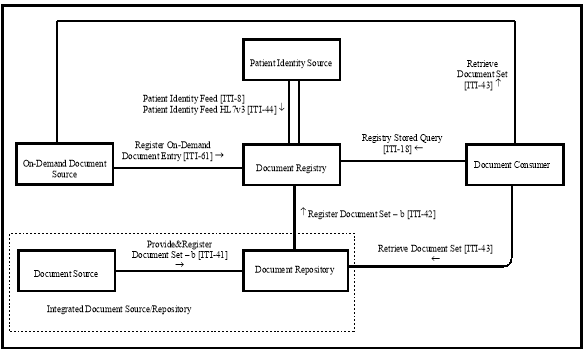 Retrieve
Document Set
[ITI-43] ↑
Patient Identity Source
Patient Identity Feed [ITI-8]
Patient Identity Feed HL7v3 [ITI-44] ↓
Register On-Demand
Document Entry [ITI-61] →
Registry Stored Query
[ITI-18] ←
On-Demand Document
Source
Document Registry
Document Consumer
↑ Register Document Set – b [ITI-42]
Provide&Register
Document Set – b [ITI-41]
→
Retrieve Document Set [ITI-43]
←
Document Source
Document Repository
Integrated Document Source/Repository